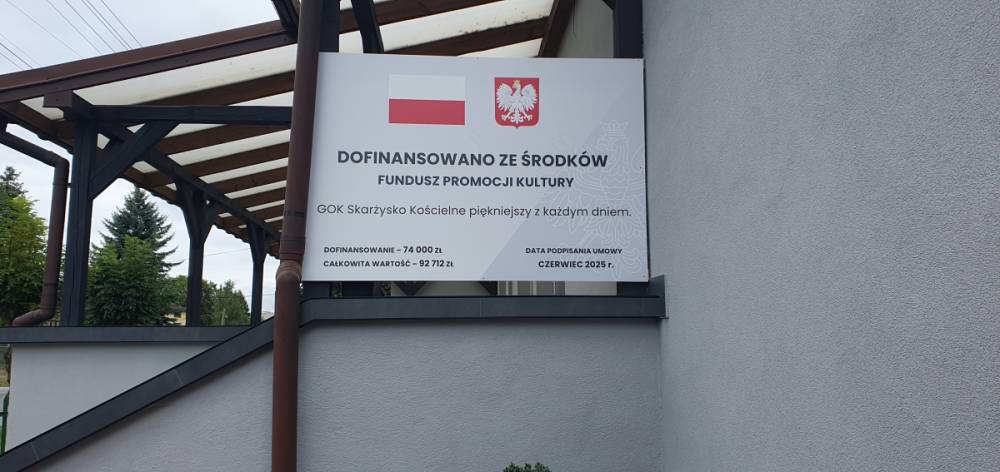 DOFINANSOWANO ZE ŚRODKÓW
FUNDUSZ PROMOCJI KULTURY
GOK Skarżysko Kościelne piękniejszy z każdym dniem.
DOFINANSOWANIE – 74 000 ZŁ
CAŁKOWITA WARTOŚĆ – 92 712 ZŁ
DATA PODPISANIA UMOWY
CZERWIEC 2025 r.